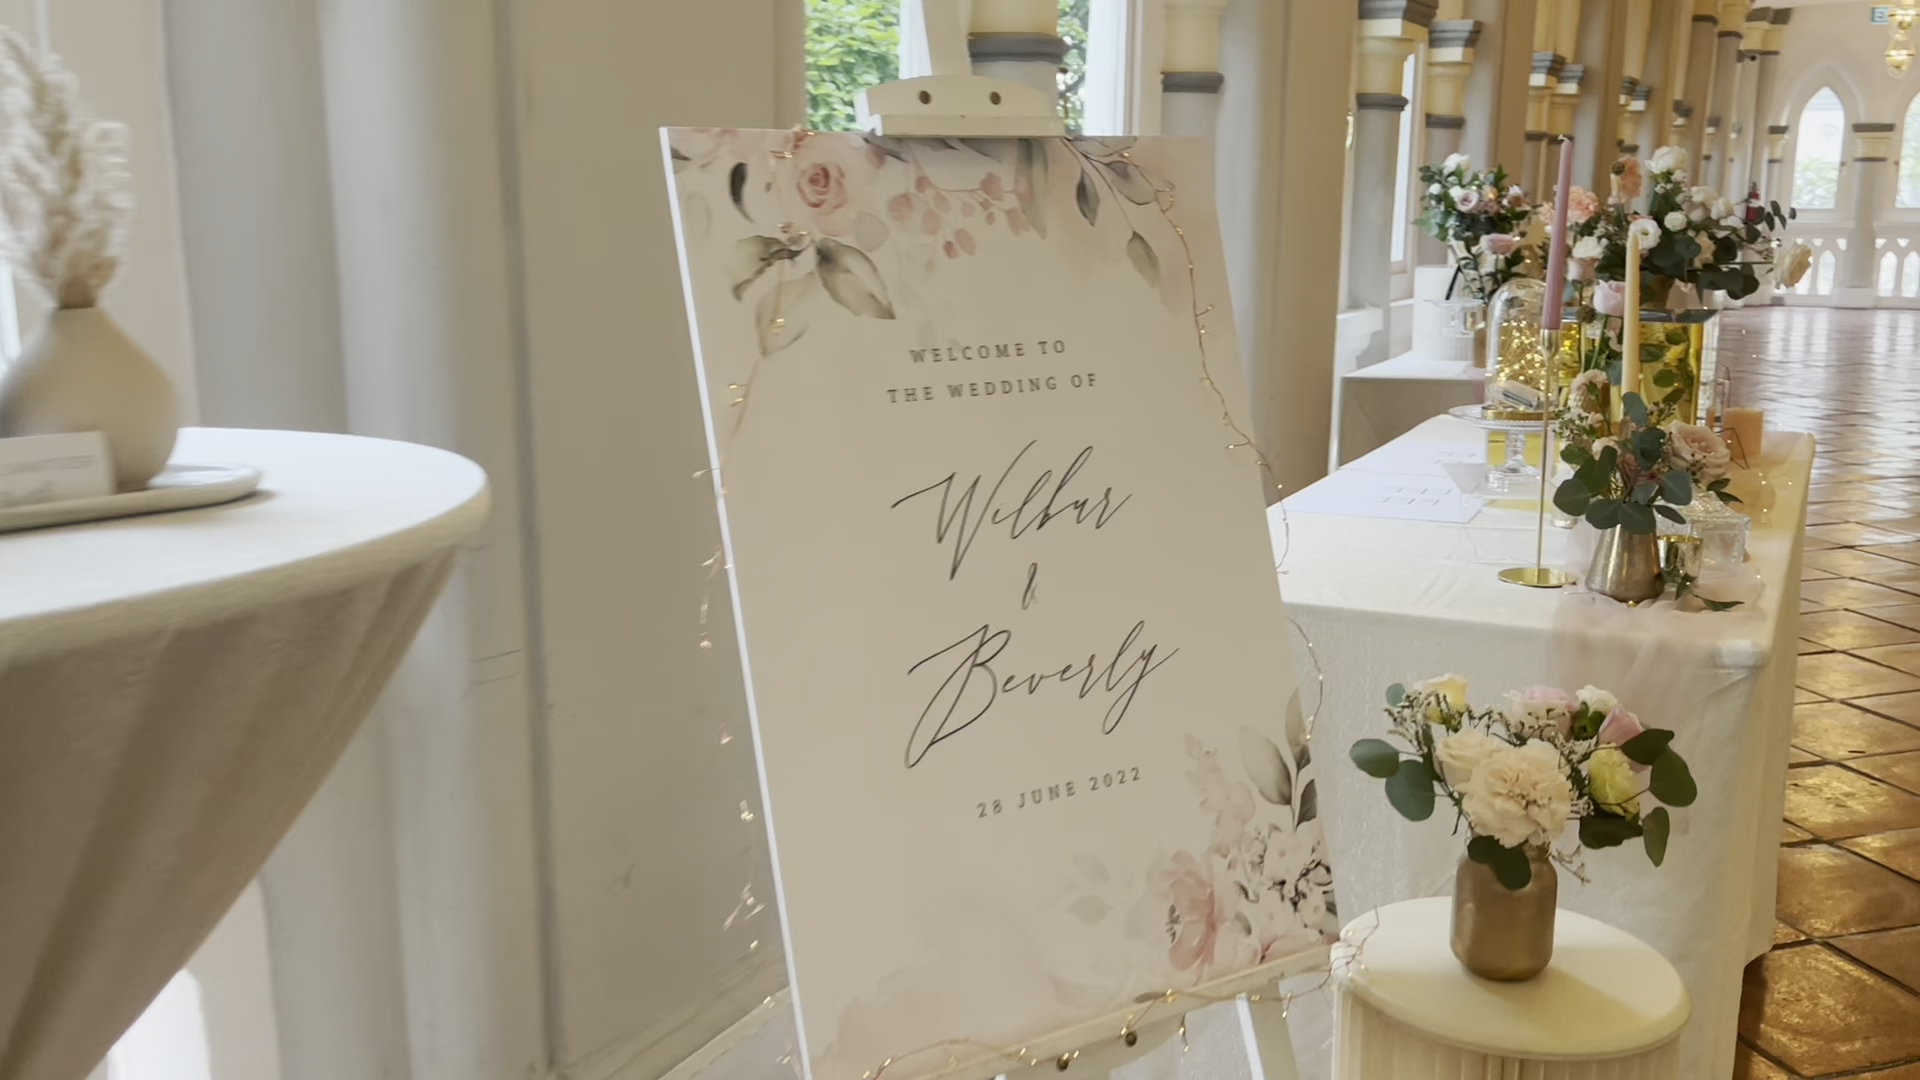 WELCOME TO
THE WEDDING OF
Wilbur
&
Beverly
28 JUNE 2022